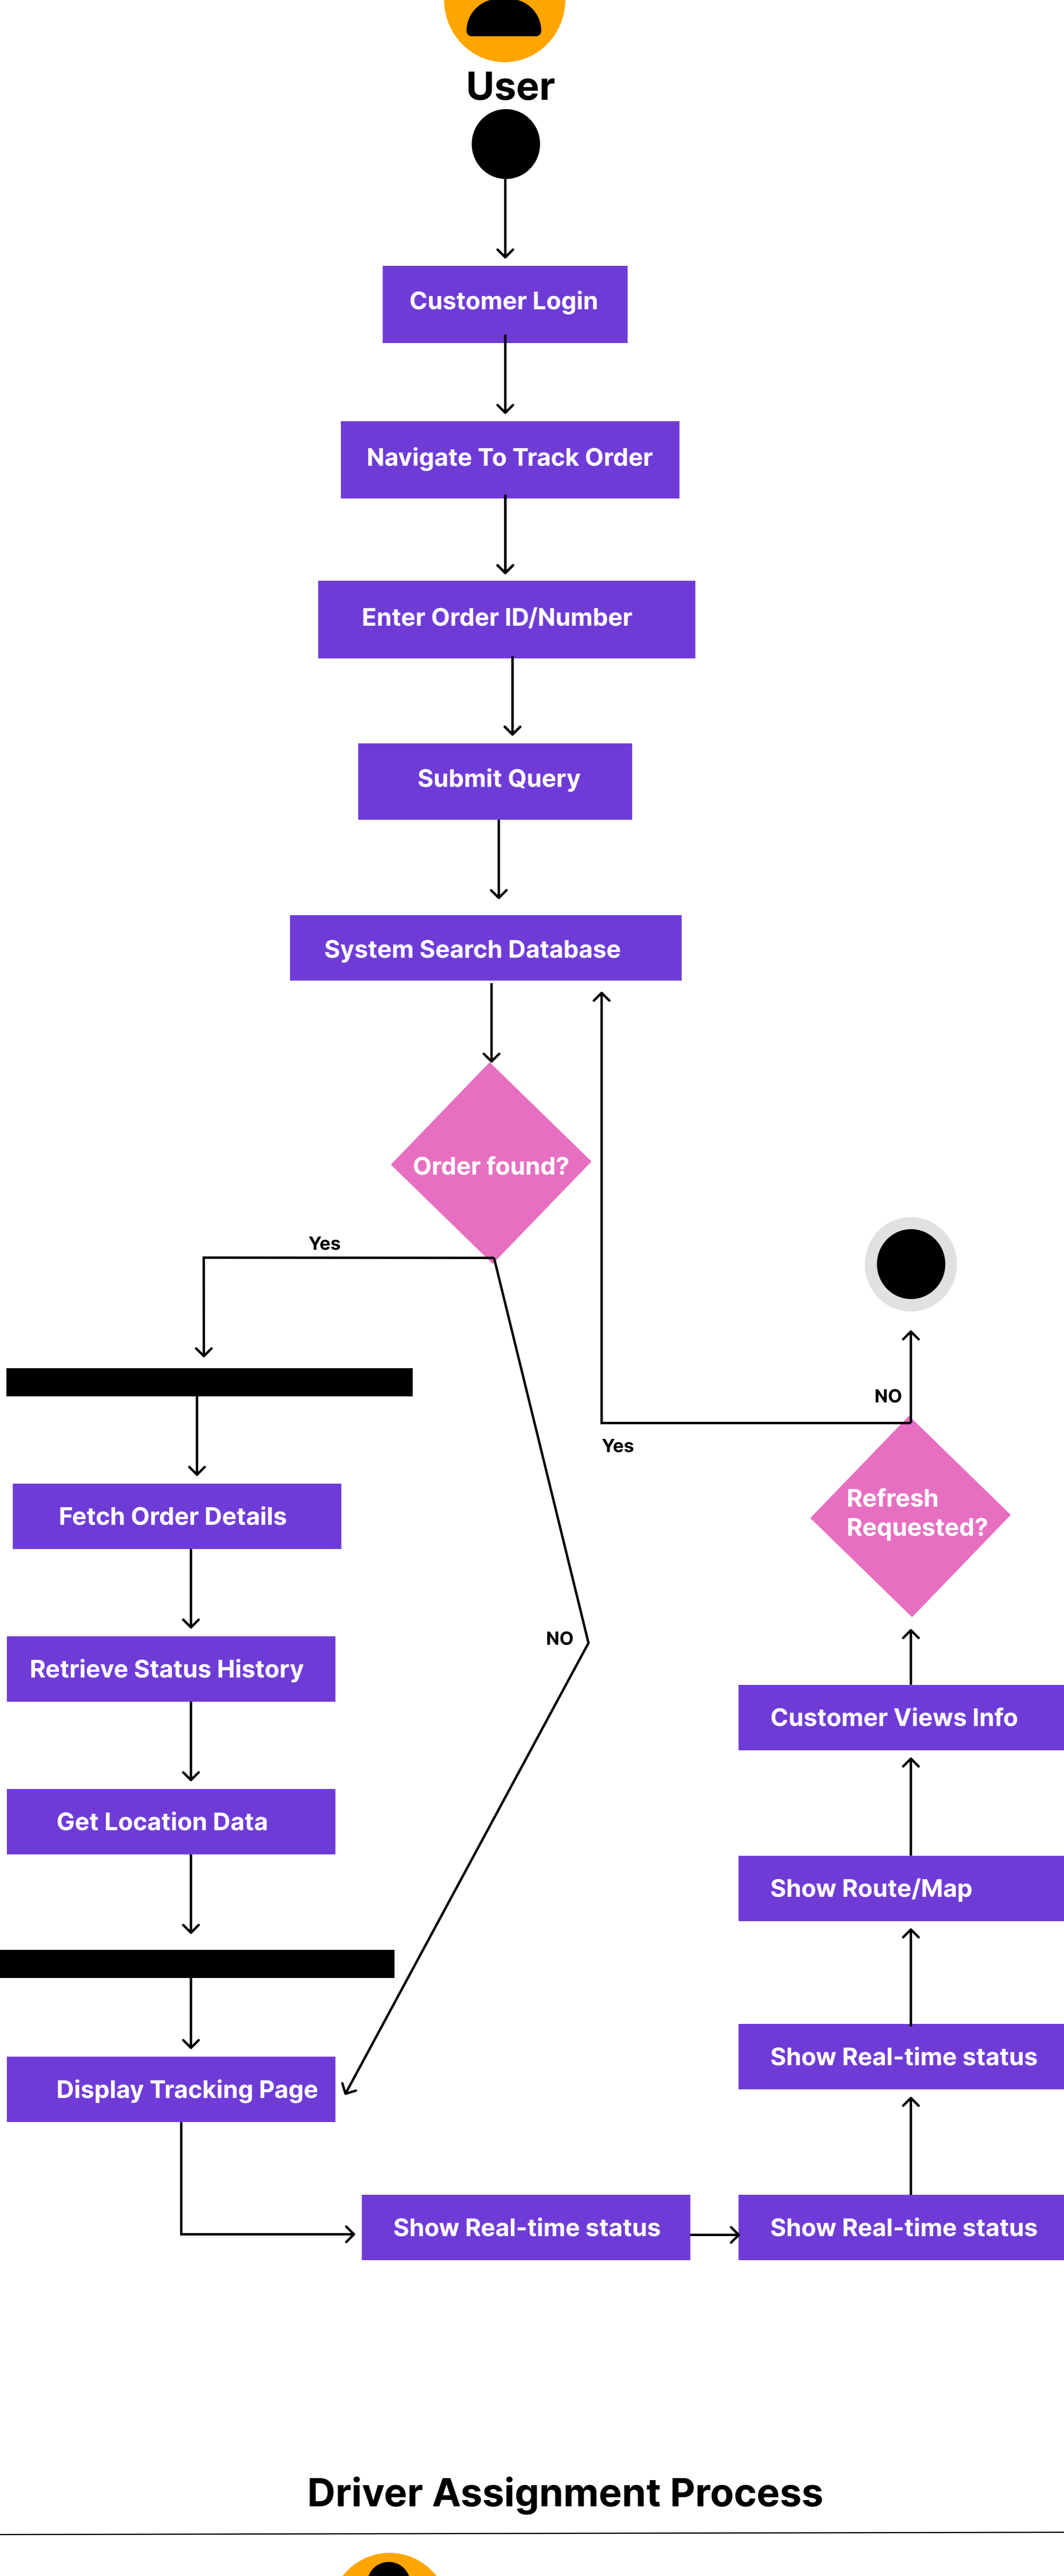 User
Customer Login
Navigate To Track Order
Enter Order ID/Number
Submit Query
System Search Database
Order found?
Yes
Fetch Order Details
Retrieve Status History
Get Location Data
NO
Display Tracking Page
Show Real-time status
Show Real-time status
Show Real-time status
Show Route/Map
Customer Views Info
Refresh
Requested?
NO
Yes
Driver Assignment Process